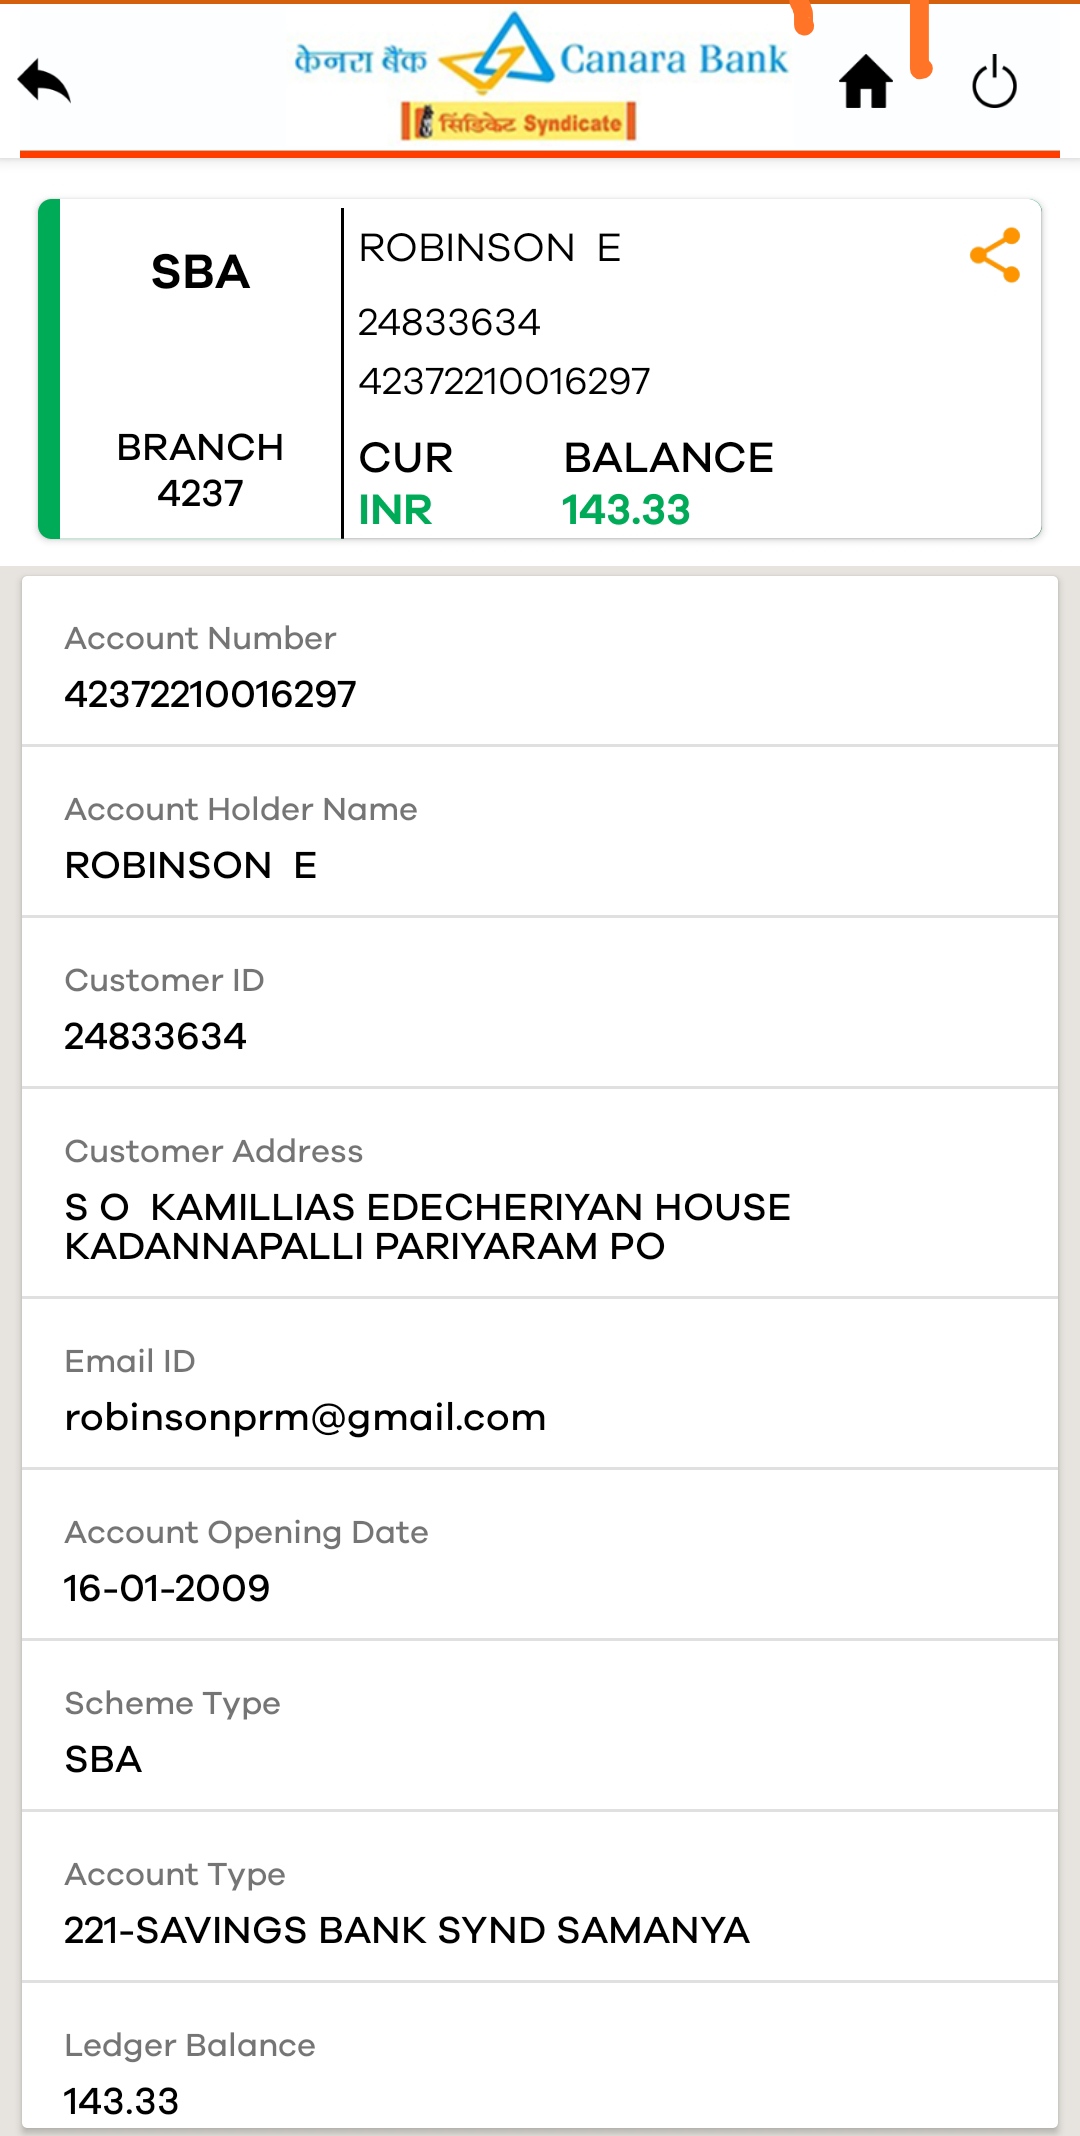 केनरा बैंक Canara Bank
सिंडिकेट Syndicate
SBA
BRANCH
4237
ROBINSON E
24833634
42372210016297
CUR BALANCE
INR 143.33
Account Number
42372210016297
Account Holder Name
ROBINSON E
Customer ID
24833634
Customer Address
S O KAMILLIAS EDECHERIYAN HOUSE
KADANNAPALLI PARIYARAM PO
Email ID
robinsonprm@gmail.com
Account Opening Date
16-01-2009
Scheme Type
SBA
Account Type
221-SAVINGS BANK SYND SAMANYA
Ledger Balance
143.33